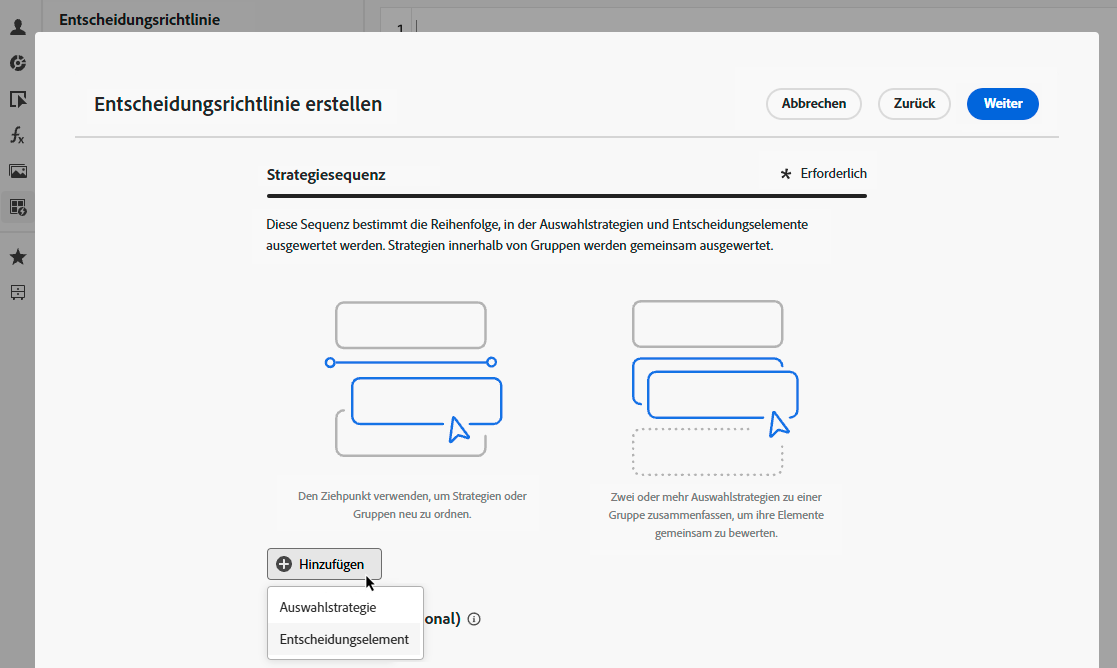 Entscheidungsrichtlinie
1
Entscheidungsrichtlinie erstellen
Abbrechen
Zurück
Weiter
Strategiesequenz
* Erforderlich
Diese Sequenz bestimmt die Reihenfolge, in der Auswahlstrategien und Entscheidungselemente
ausgewertet werden. Strategien innerhalb von Gruppen werden gemeinsam ausgewertet.
Den Ziehpunkt verwenden, um Strategien oder
Gruppen neu zu ordnen.
Zwei oder mehr Auswahlstrategien zu einer
Gruppe zusammenfassen, um ihre Elemente
gemeinsam zu bewerten.
Hinzufügen
Auswahlstrategie
onal)
Entscheidungselement